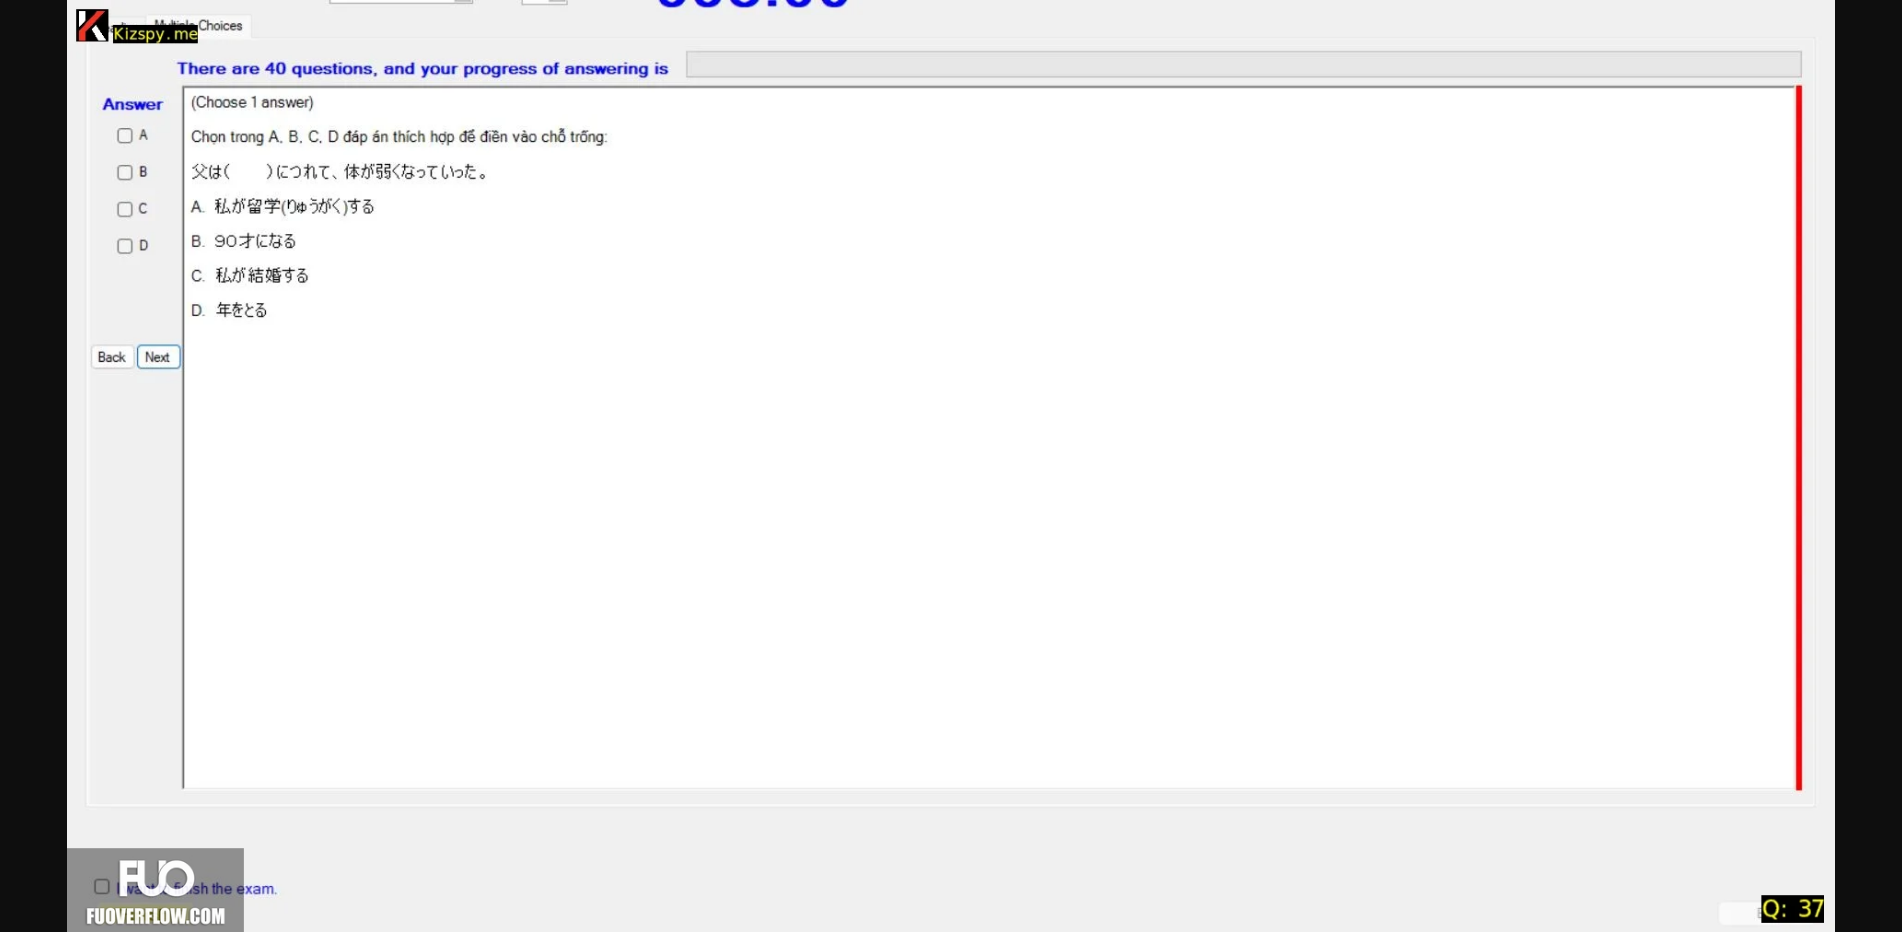 Choices
Kizspy.me
There are 40 questions, and your progress of answering is
Answer
(Choose 1 answer)
A
Chọn trong A, B, C, D đáp án thích hợp để điền vào chỗ trống:
B
父は(　　)につれて、体が弱くなっていった。
C
A. 私が留学(りゅうがく)する
D
B. 90才になる
C. 私が結婚する
D. 年をとる
Back
Next
FUO
the exam.
FUOVERFLOW.COM
Q: 37